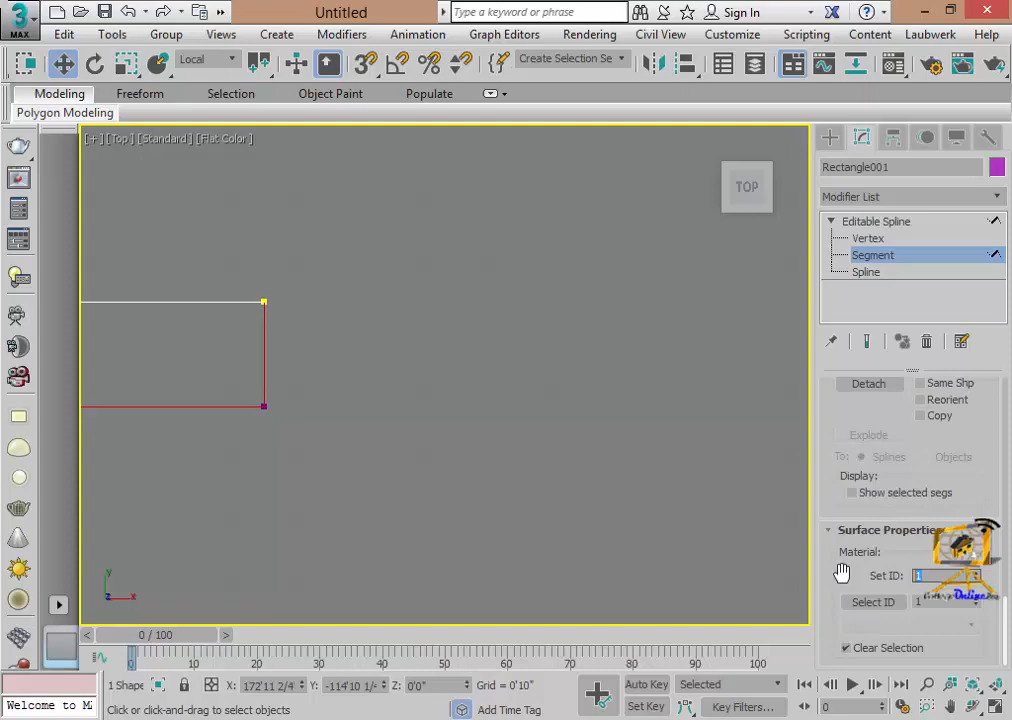 Untitled
Type a keyword or phrase
Sign In
MAX
Edit Tools Group Views Create Modifiers Animation Graph Editors Rendering Civil View Customize Scripting Content Laubwerk Help
Local
Create Selection Se
Modeling Freeform Selection Object Paint Populate
Polygon Modeling
[+] [Top] [Standard] [Flat Color]
TOP
Rectangle001
Modifier List
Editable Spline
Vertex
Segment
Spline
Detach
Same Shp
Reorient
Copy
Explode
To: Splines Objects
Display:
Show selected segs
Surface Properties
Material:
Set ID: 1
Select ID 1
Clear Selection
y
z x
< 0 / 100 >
0 10 20 30 40 50 60 70 80 90 100
1 Shape X: 172'11 2/4" Y: -114'10 1/4 Z: 0'0" Grid = 0'10"
Auto Key Selected
Set Key Key Filters...
0
Welcome to MA
Click or click-and-drag to select objects
Add Time Tag